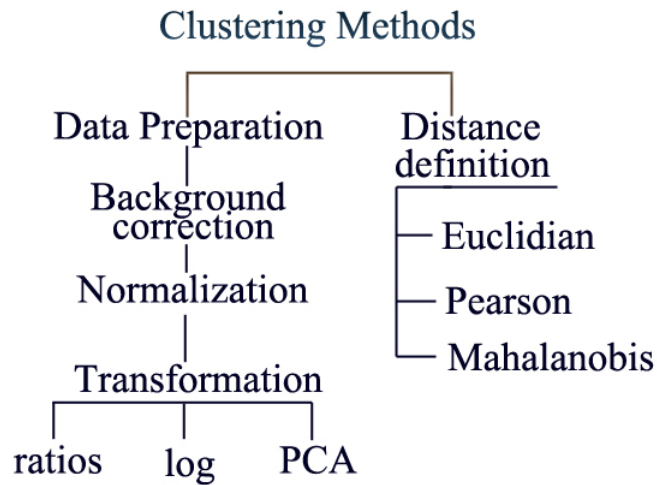 Clustering Methods
Data Preparation
Background
correction
Normalization
Transformation
ratios
log
PCA
Distance
definition
Euclidian
Pearson
Mahalanobis